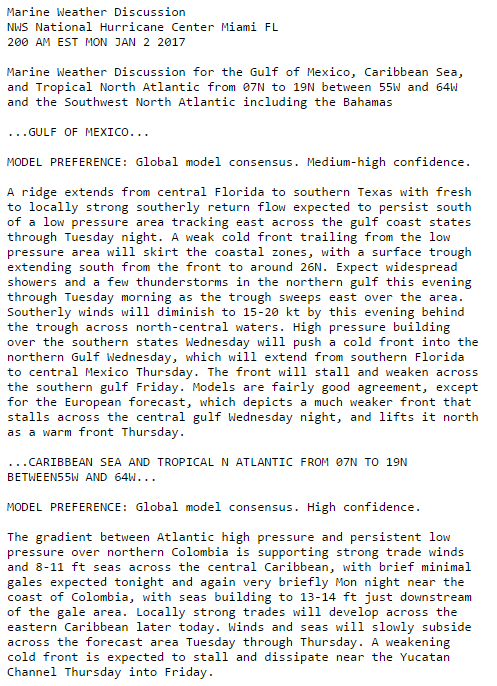 Marine Weather Discussion
NWS National Hurricane Center Miami FL
200 AM EST MON JAN 2 2017
Marine Weather Discussion for the Gulf of Mexico, Caribbean Sea,
and Tropical North Atlantic from 07N to 19N between 55W and 64W
and the Southwest North Atlantic including the Bahamas
...GULF OF MEXICO...
MODEL PREFERENCE: Global model consensus. Medium-high confidence.
A ridge extends from central Florida to southern Texas with fresh
to locally strong southerly return flow expected to persist south
of a low pressure area tracking east across the gulf coast states
through Tuesday night. A weak cold front trailing from the low
pressure area will skirt the coastal zones, with a surface trough
extending south from the front to around 26N. Expect widespread
showers and a few thunderstorms in the northern gulf this evening
through Tuesday morning as the trough sweeps east over the area.
Southerly winds will diminish to 15-20 kt by this evening behind
the trough across north-central waters. High pressure building
over the southern states Wednesday will push a cold front into the
northern Gulf Wednesday, which will extend from southern Florida
to central Mexico Thursday. The front will stall and weaken across
the southern gulf Friday. Models are fairly good agreement, except
for the European forecast, which depicts a much weaker front that
stalls across the central gulf Wednesday night, and lifts it north
as a warm front Thursday.
...CARIBBEAN SEA AND TROPICAL N ATLANTIC FROM 07N TO 19N
BETWEEN55W AND 64W...
MODEL PREFERENCE: Global model consensus. High confidence.
The gradient between Atlantic high pressure and persistent low
pressure over northern Colombia is supporting strong trade winds
and 8-11 ft seas across the central Caribbean, with brief minimal
gales expected tonight and again very briefly Mon night near the
coast of Colombia, with seas building to 13-14 ft just downstream
of the gale area. Locally strong trades will develop across the
eastern Caribbean later today. Winds and seas will slowly subside
across the forecast area Tuesday through Thursday. A weakening
cold front is expected to stall and dissipate near the Yucatan
Channel Thursday into Friday.